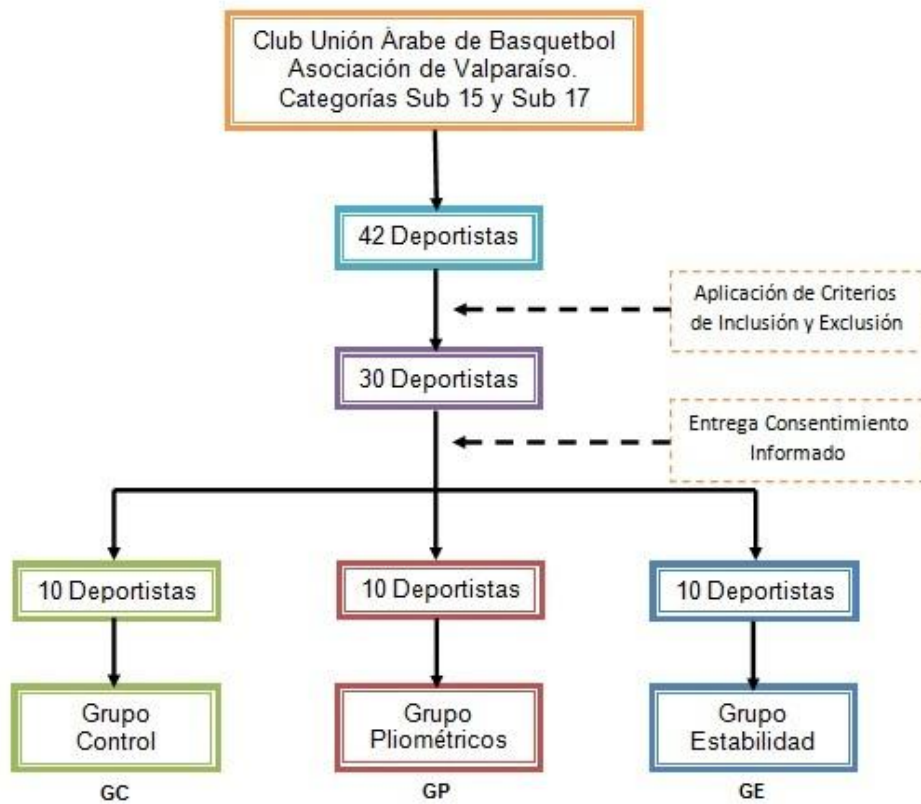 Club Unión Árabe de Basquetbol
Asociación de Valparaíso.
Categorías Sub 15 y Sub 17
42 Deportistas
Aplicación de Criterios
de Inclusión y Exclusión
30 Deportistas
Entrega Consentimiento
Informado
10 Deportistas
10 Deportistas
10 Deportistas
Grupo
Control
Grupo
Pliométricos
Grupo
Estabilidad
GC
GP
GE